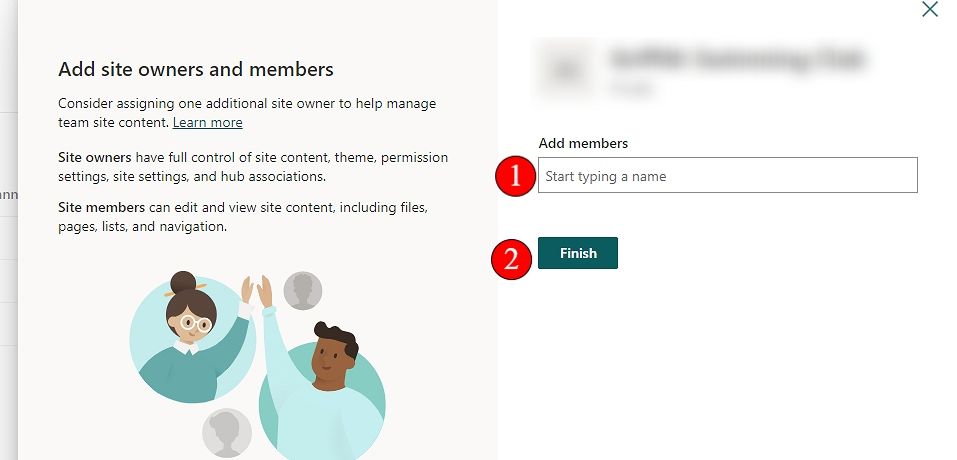 Add site owners and members
Consider assigning one additional site owner to help manage
team site content. Learn more
Site owners have full control of site content, theme, permission
settings, site settings, and hub associations.
Site members can edit and view site content, including files,
pages, lists, and navigation.
ann
Add members
1
Start typing a name
2
Finish